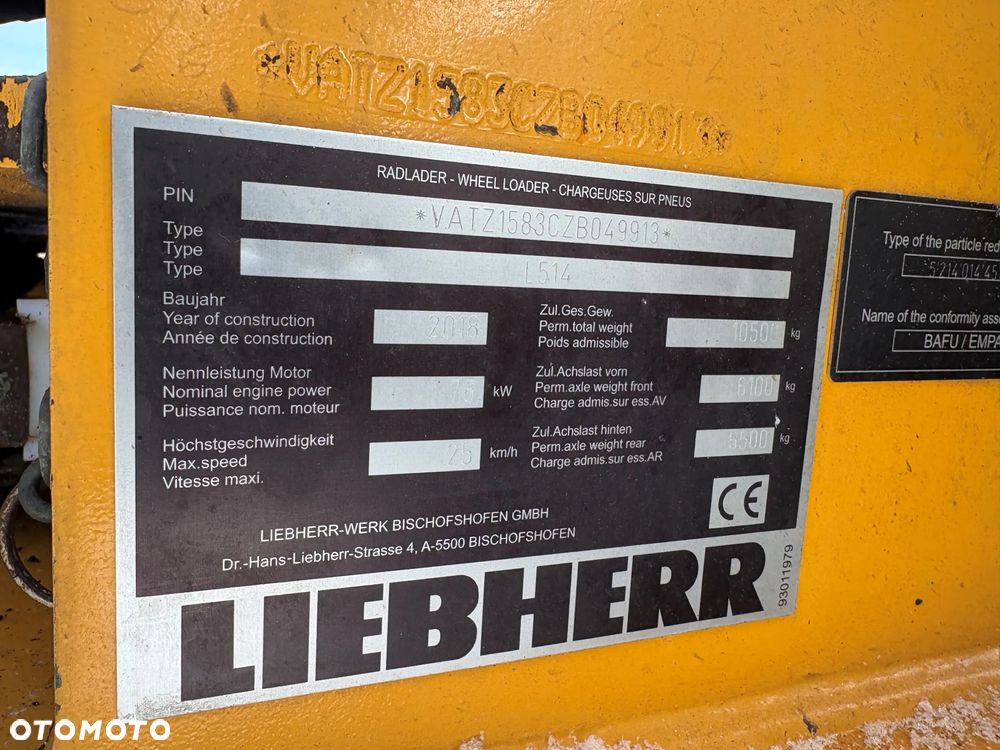 *VATZ1583CZB049913*
RADLADER - WHEEL LOADER - CHARGEUSES SUR PNEUS
PIN *VATZ1583CZB049913*
Type
Type L514
Type
Baujahr
Year of construction 2018
Année de construction
Zul.Ges.Gew.
Perm.total weight 10500 kg
Poids admissible
Nennleistung Motor
Nominal engine power 76 kW
Puissance nom. moteur
Zul.Achslast vorn
Perm.axle weight front 6100 kg
Charge admis.sur ess.AV
Höchstgeschwindigkeit
Max.speed 25 km/h
Vitesse maxi.
Zul.Achslast hinten
Perm.axle weight rear 5500 kg
Charge admis.sur ess.AR
CE
LIEBHERR-WERK BISCHOFSHOFEN GMBH
Dr.-Hans-Liebherr-Strasse 4, A-5500 BISCHOFSHOFEN
LIEBHERR
93011979
Type of the particle red
Name of the conformity asse
BAFU / EMPA
OTOMOTO